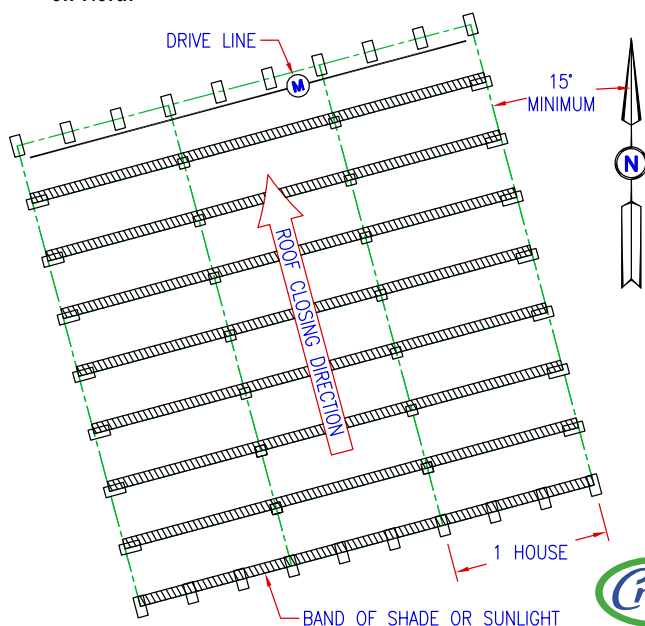 DRIVE LINE
M
15°
MINIMUM
N
ROOF CLOSING DIRECTION
1 HOUSE
BAND OF SHADE OR SUNLIGHT